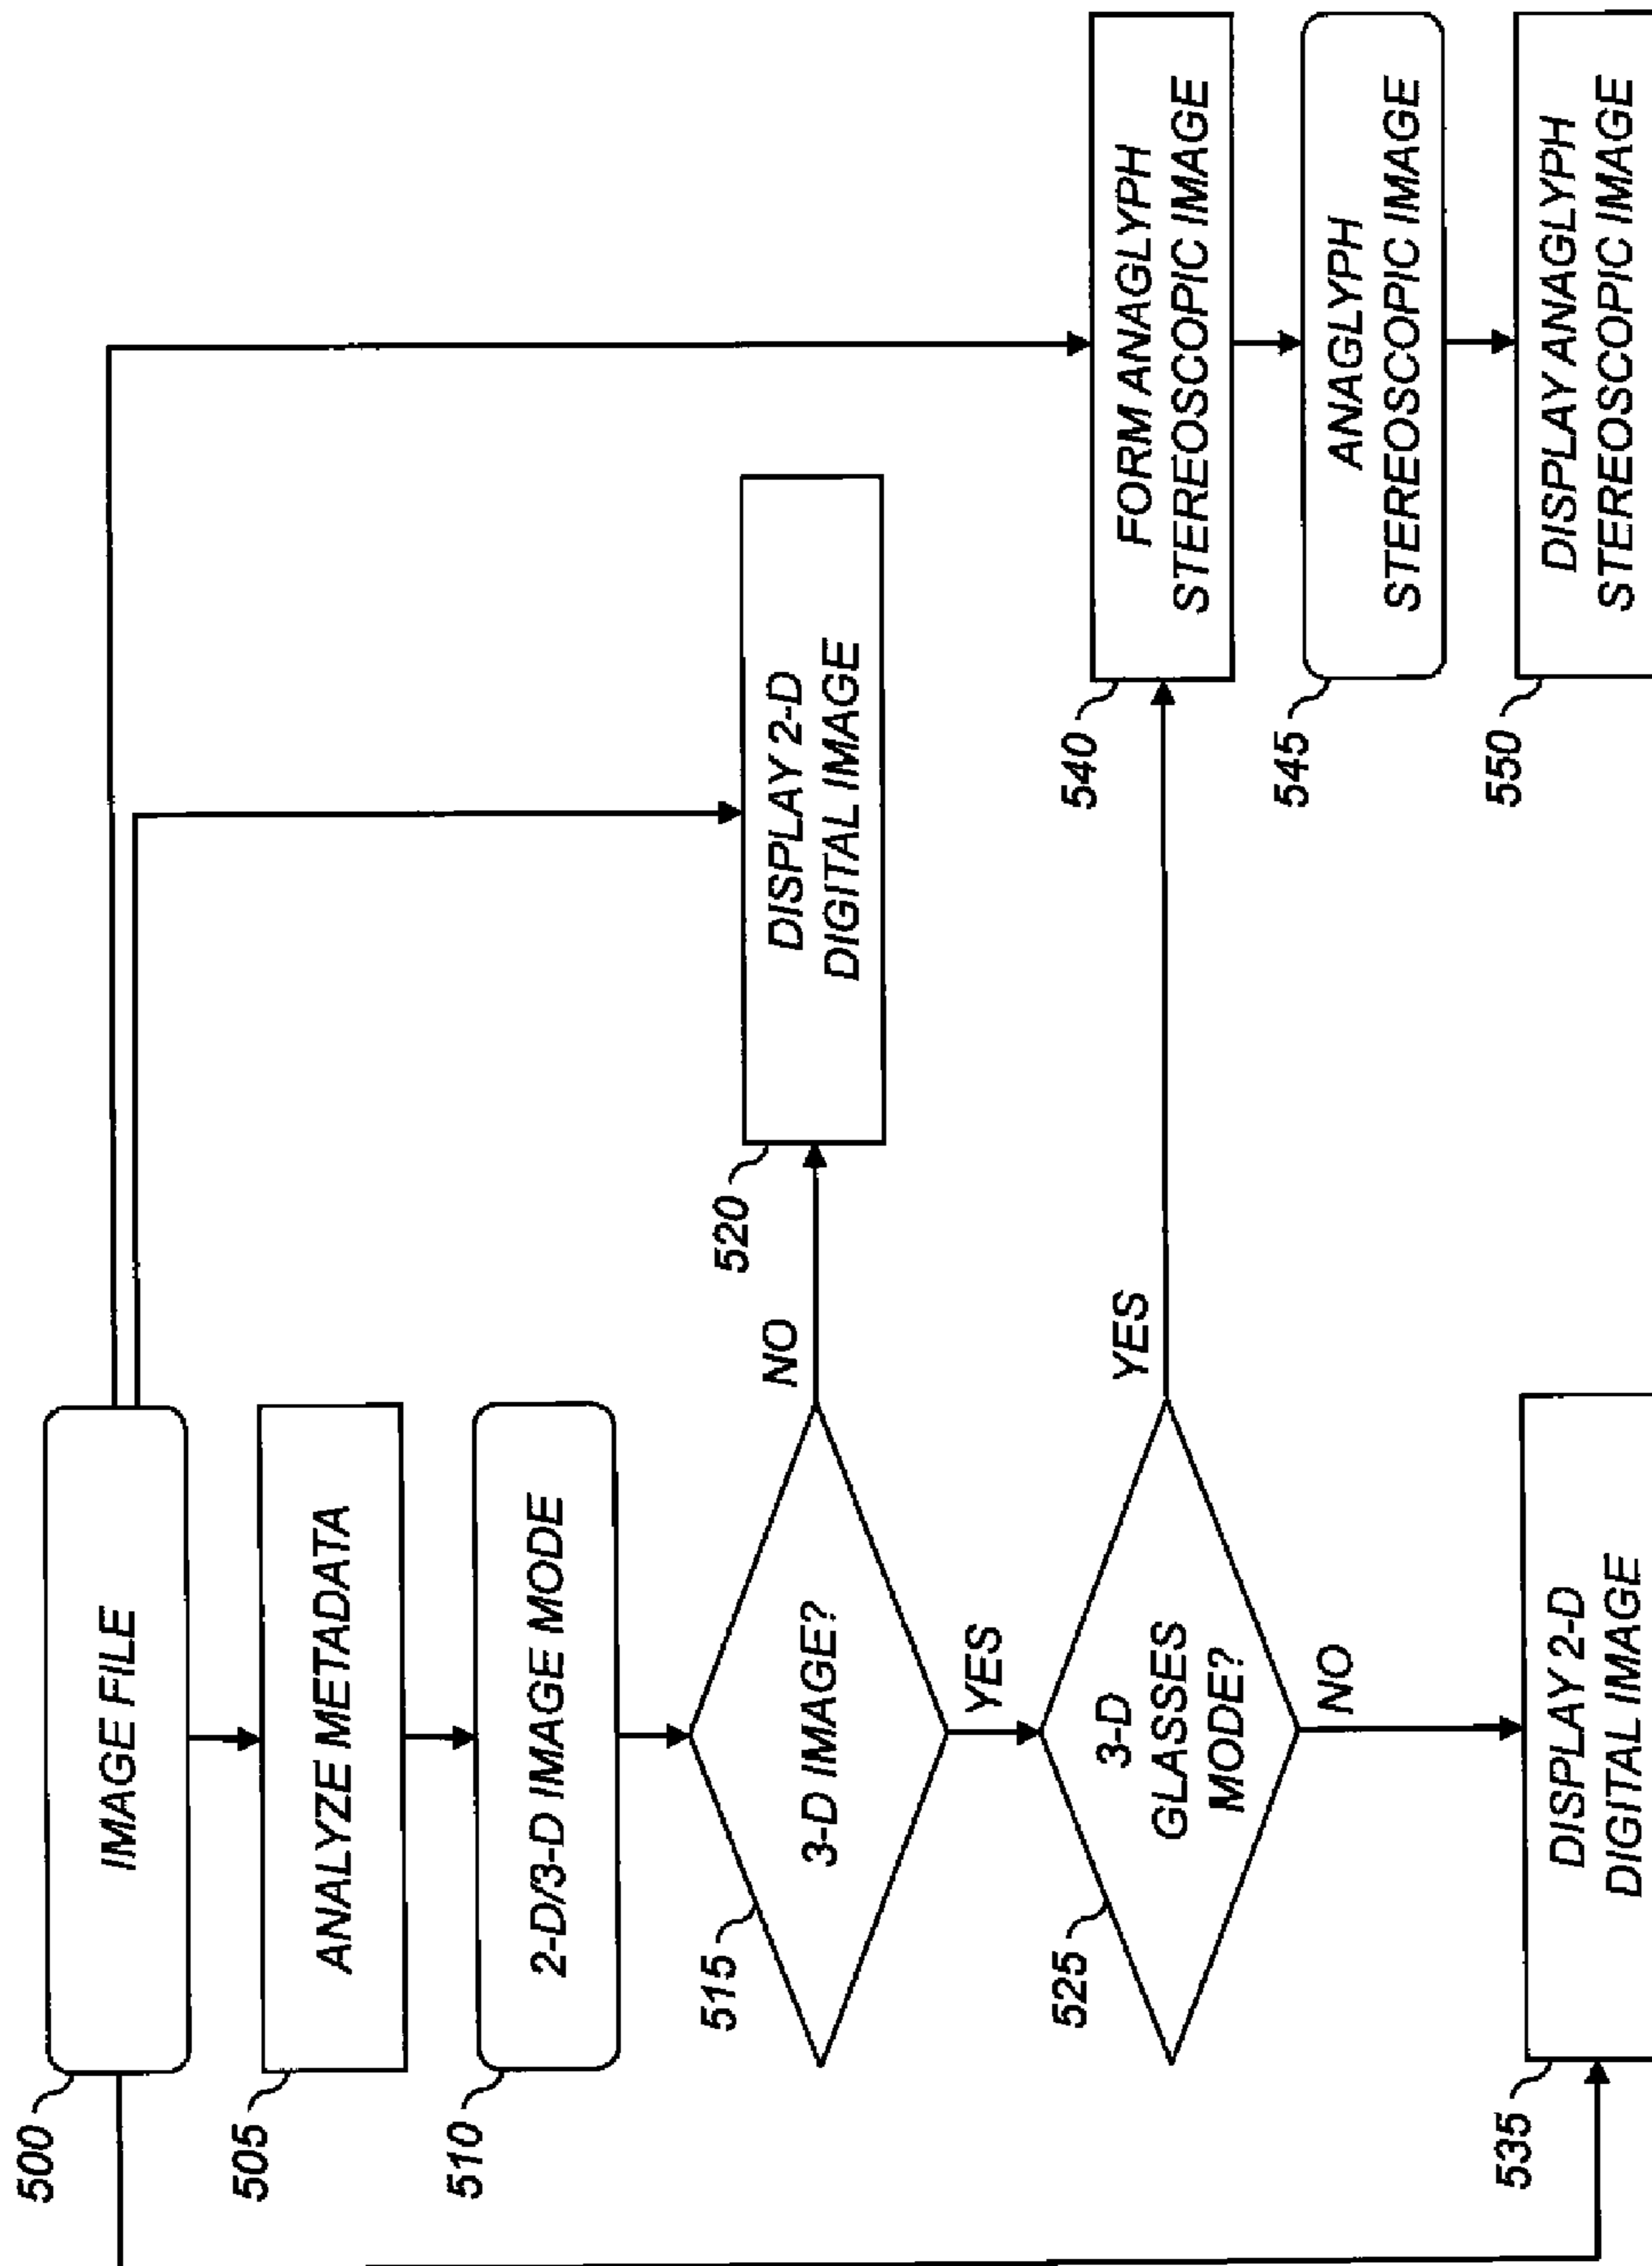 500
IMAGE FILE
505
ANALYZE METADATA
510
2-D/3-D IMAGE MODE
515
3-D IMAGE?
NO
520
DISPLAY 2-D
DIGITAL IMAGE
YES
525
3-D
GLASSES
MODE?
YES
540
FORM ANAGLYPH
STEREOSCOPIC IMAGE
545
ANAGLYPH
STEREOSCOPIC IMAGE
NO
535
DISPLAY 2-D
DIGITAL IMAGE
550
DISPLAY ANAGLYPH
STEREOSCOPIC IMAGE